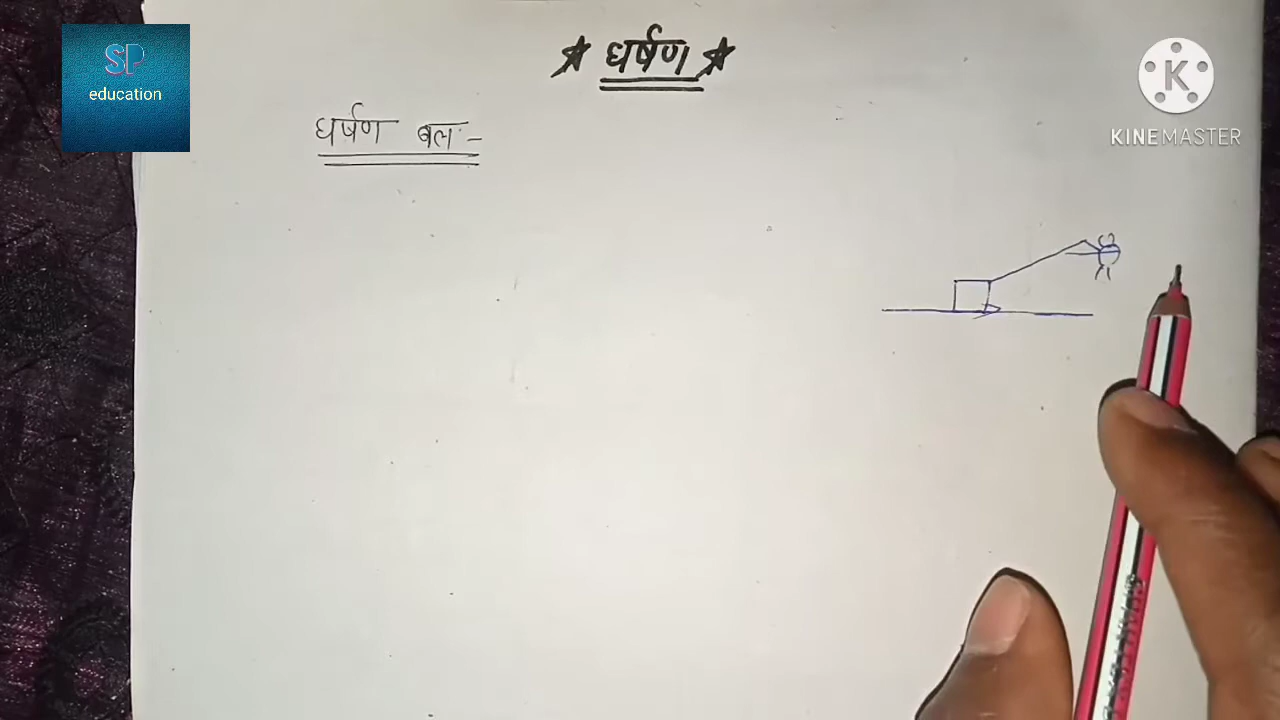 SP
education
★ घर्षण ★
K
KINEMASTER
घर्षण बल :-